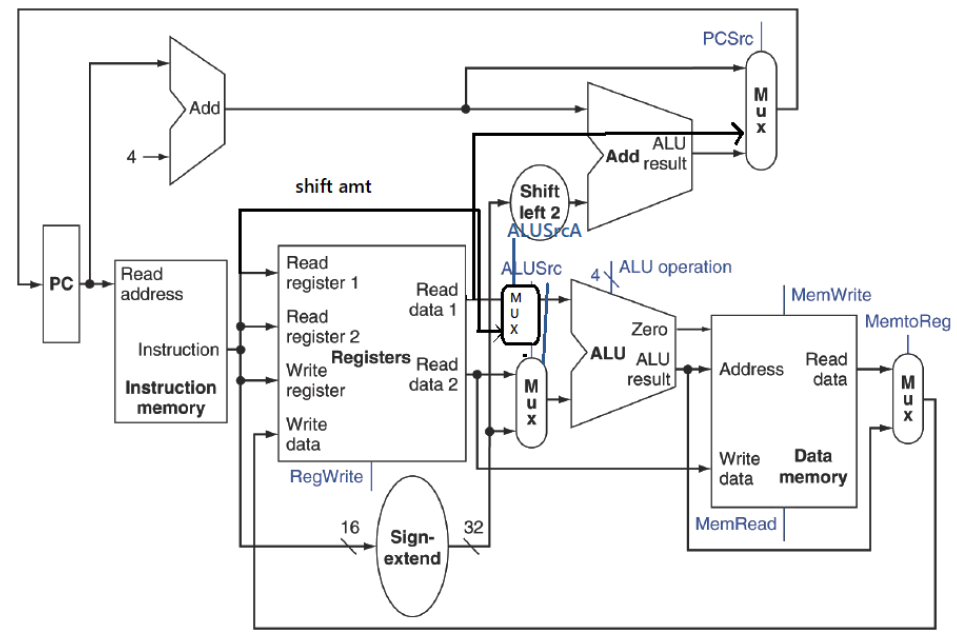 PCSrc
Add
M
u
x
4
Add
ALU
result
shift amt
Shift
left 2
ALUSrcA
PC
Read
address
Instruction
Instruction
memory
Read
register 1
Read
register 2
Write
register
Write
data
Registers
Read
data 1
Read
data 2
RegWrite
ALUSrc
M
U
X
M
u
x
4
ALU operation
Zero
ALU
ALU
result
MemWrite
Address
Read
data
Write
data
Data
memory
MemRead
MemtoReg
M
u
x
16
Sign-
extend
32